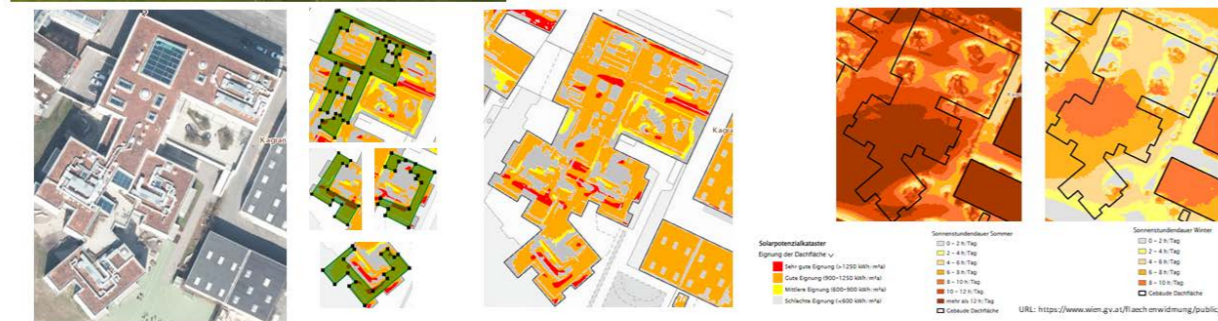 Kagran
Kagran
Solarpotenzialkataster
Eignung der Dachfläche
Sehr gute Eignung (>1250 kWh/m²a)
Gute Eignung (900-1250 kWh/m²a)
Mittlere Eignung (600-900 kWh/m²a)
Schlechte Eignung (<600 kWh/m²a)
Sonnenstundendauer Sommer
0 - 2 h/Tag
2 - 4 h/Tag
4 - 6 h/Tag
6 - 8 h/Tag
8 - 10 h/Tag
10 - 12 h/Tag
mehr als 12 h/Tag
Gebäude Dachfläche
Sonnenstundendauer Winter
0 - 2 h/Tag
2 - 4 h/Tag
4 - 6 h/Tag
6 - 8 h/Tag
8 - 10 h/Tag
Gebäude Dachfläche
URL: https://www.wien.gv.at/flaechenwidmung/public